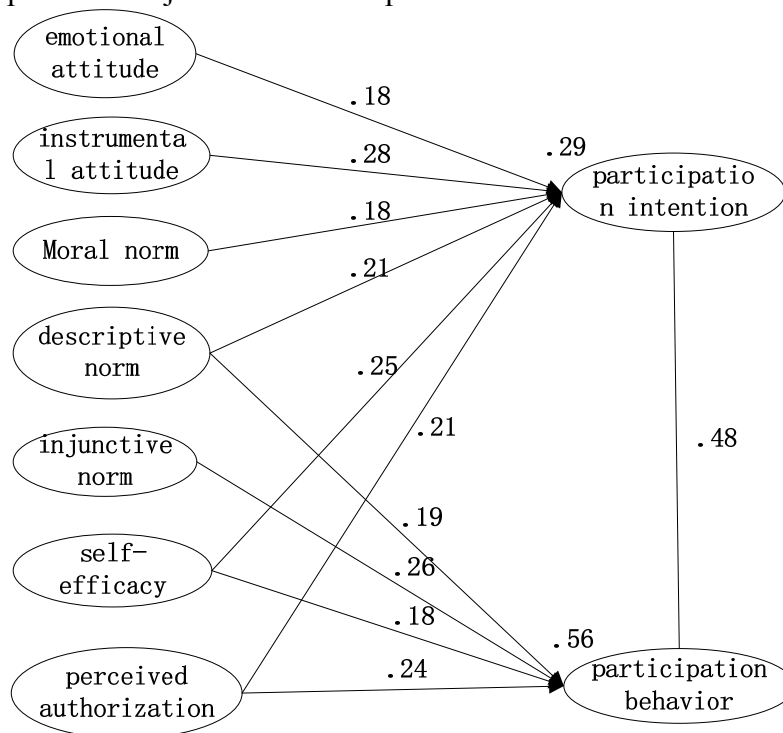 emotional
attitude
.18
instrumenta
l attitude
.28
.29
participatio
n intention
Moral norm
.18
descriptive
norm
.21
.25
injunctive
norm
.21
.48
self-
efficacy
.19
.26
.18
perceived
authorization
.24
.56
participation
behavior